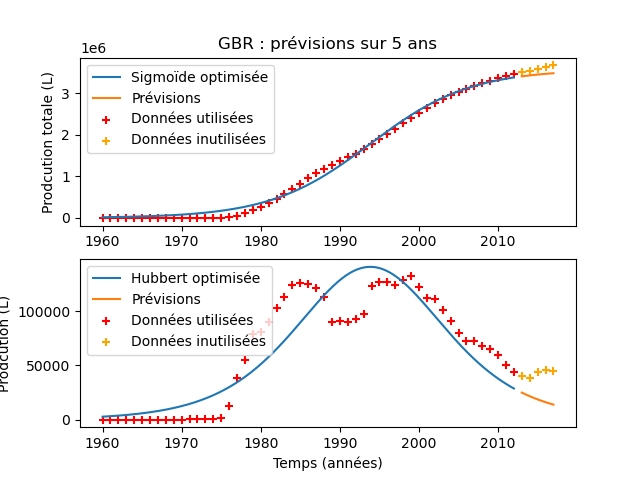 GBR : prévisions sur 5 ans
1e6
Prodcution totale (L)
3
2
1
0
Sigmoïde optimisée
Prévisions
Données utilisées
Données inutilisées
1960 1970 1980 1990 2000 2010
Prodcution (L)
100000
50000
0
Hubbert optimisée
Prévisions
Données utilisées
Données inutilisées
1960 1970 1980 1990 2000 2010
Temps (années)